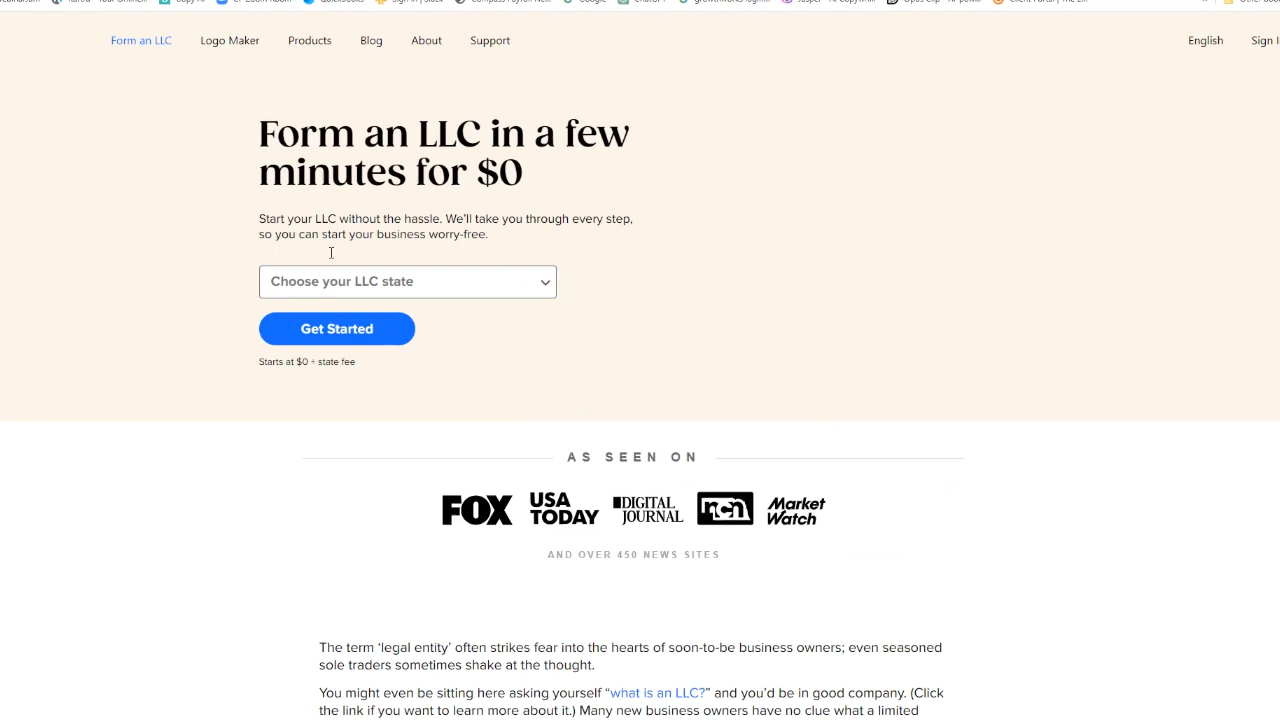 QuickBooks
Google
Form an LLC
Logo Maker
Products
Blog
About
Support
English
Sign I
Form an LLC in a few
minutes for $0
Start your LLC without the hassle. We'll take you through every step,
so you can start your business worry-free.
Choose your LLC state
Get Started
Starts at $0 + state fee
AS SEEN ON
FOX
USA
TODAY
DIGITAL
JOURNAL
ncn
Market
Watch
AND OVER 450 NEWS SITES
The term ‘legal entity’ often strikes fear into the hearts of soon-to-be business owners; even seasoned
sole traders sometimes shake at the thought.
You might even be sitting here asking yourself “what is an LLC?” and you’d be in good company. (Click
the link if you want to learn more about it.) Many new business owners have no clue what a limited